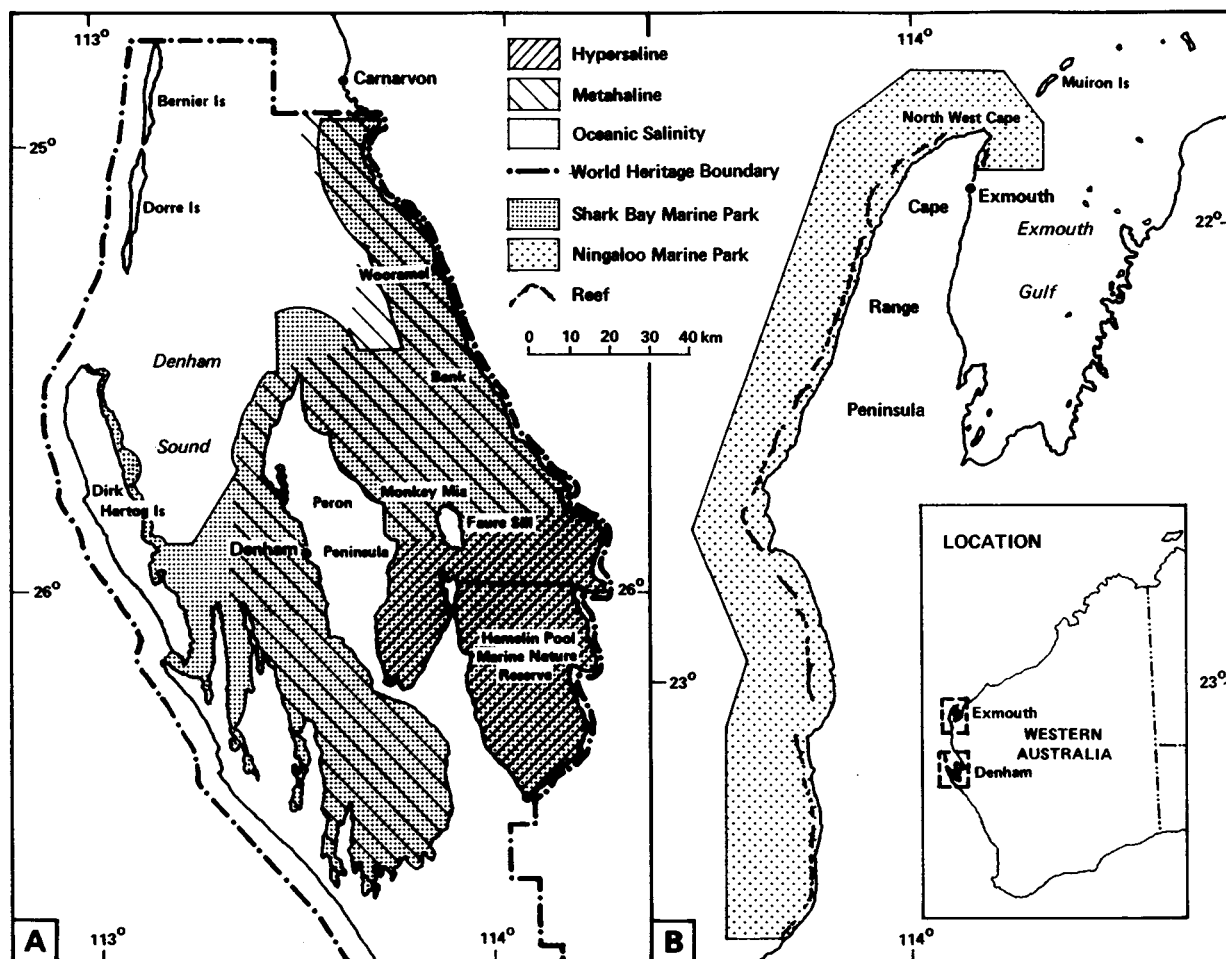 113°
Bernier Is
Carnarvon
25°
Dorre Is
Wooramel
Denham
Bank
Sound
Dirk
Hartog Is
Peron
Monkey Mia
Faure Sill
Denham
Peninsula
26°
26°
Hamelin Pool
Marine Nature
Reserve
A
113°
114°
Hypersaline
Metahaline
Oceanic Salinity
World Heritage Boundary
Shark Bay Marine Park
Ningaloo Marine Park
Reef
0 10 20 30 40 km
114°
Muiron Is
North West Cape
Exmouth
Cape
22°
Exmouth
Gulf
Range
Peninsula
23°
23°
LOCATION
Exmouth
WESTERN
AUSTRALIA
Denham
B
114°